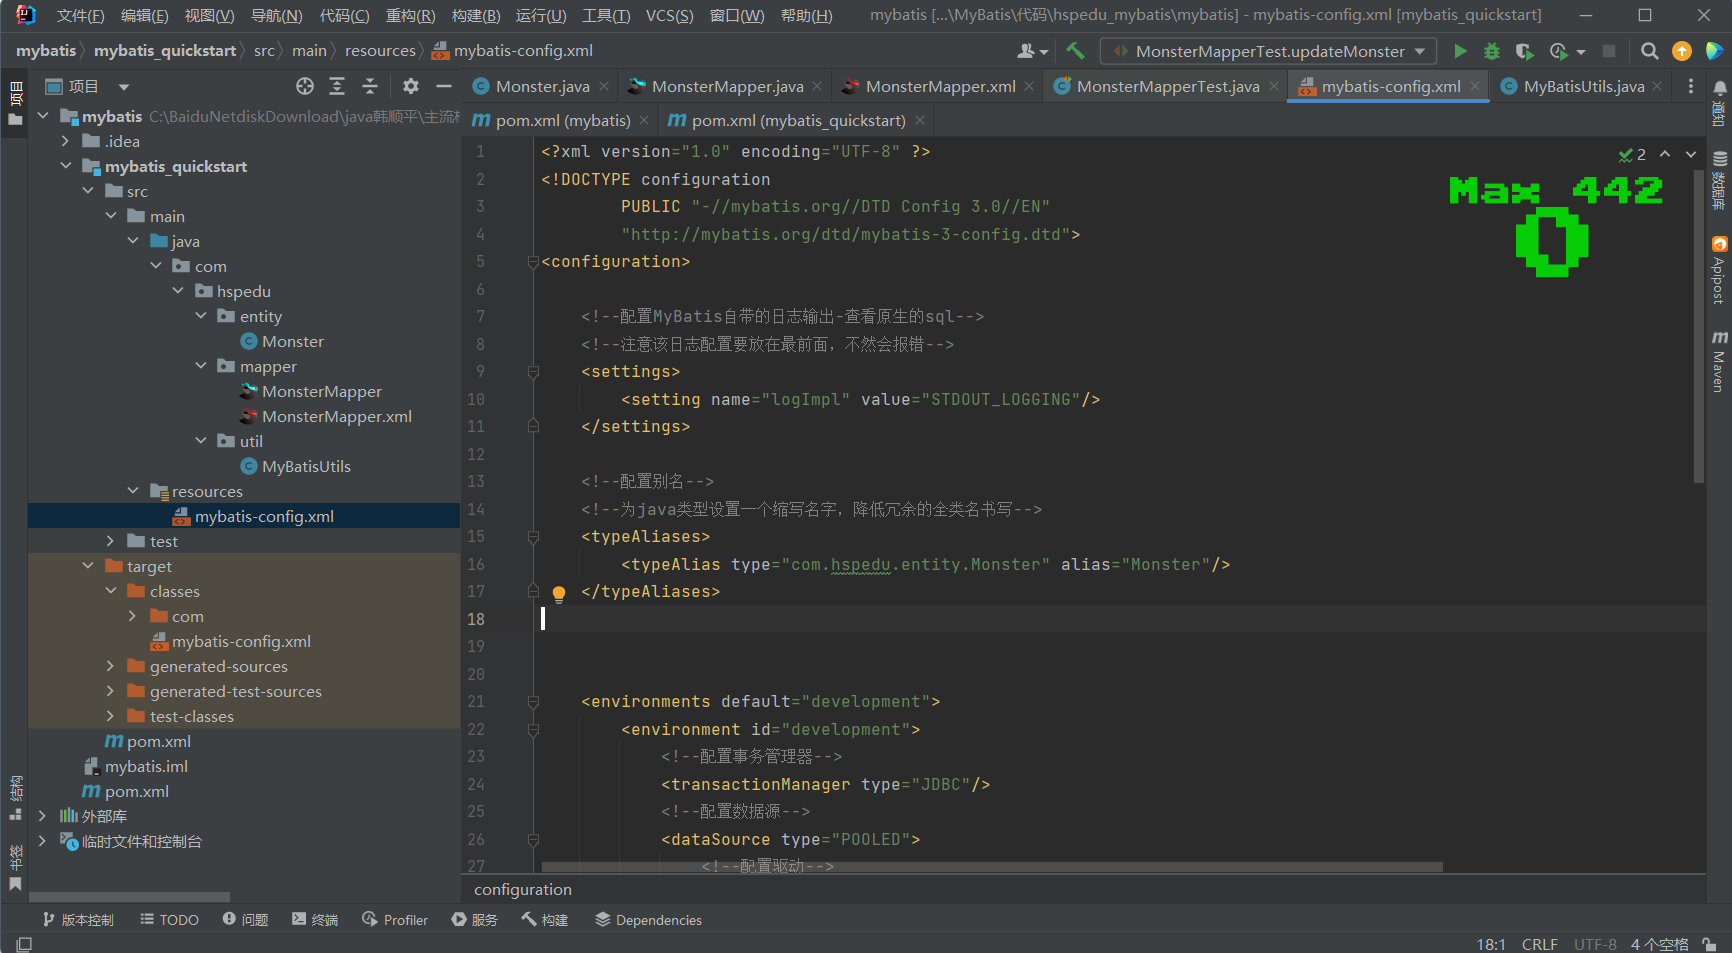 文件(F) 编辑(E) 视图(V) 导航(N) 代码(C) 重构(R) 构建(B) 运行(U) 工具(T) VCS(S) 窗口(W) 帮助(H) mybatis [...\MyBatis\代码\hspedu_mybatis\mybatis] - mybatis-config.xml [mybatis_quickstart]
mybatis mybatis_quickstart src main resources mybatis-config.xml MonsterMapperTest.updateMonster
项目
Monster.java MonsterMapper.java MonsterMapper.xml MonsterMapperTest.java mybatis-config.xml MyBatisUtils.java
pom.xml (mybatis) pom.xml (mybatis_quickstart)
项目
结构
书签
mybatis C:\BaiduNetdiskDownload\java韩顺平\主流框
.idea
mybatis_quickstart
src
main
java
com
hspedu
entity
Monster
mapper
MonsterMapper
MonsterMapper.xml
util
MyBatisUtils
resources
mybatis-config.xml
test
target
classes
com
mybatis-config.xml
generated-sources
generated-test-sources
test-classes
pom.xml
mybatis.iml
pom.xml
外部库
临时文件和控制台
1 <?xml version="1.0" encoding="UTF-8" ?>
2 <!DOCTYPE configuration
3 PUBLIC "-//mybatis.org//DTD Config 3.0//EN"
4 "http://mybatis.org/dtd/mybatis-3-config.dtd">
5 <configuration>
6
7 <!--配置MyBatis自带的日志输出-查看原生的sql-->
8 <!--注意该日志配置要放在最前面，不然会报错-->
9 <settings>
10 <setting name="logImpl" value="STDOUT_LOGGING"/>
11 </settings>
12
13 <!--配置别名-->
14 <!--为java类型设置一个缩写名字，降低冗余的全类名书写-->
15 <typeAliases>
16 <typeAlias type="com.hspedu.entity.Monster" alias="Monster"/>
17 </typeAliases>
18
19
20
21 <environments default="development">
22 <environment id="development">
23 <!--配置事务管理器-->
24 <transactionManager type="JDBC"/>
25 <!--配置数据源-->
26 <dataSource type="POOLED">
27 <!--配置驱动-->
2
Max 442
0
通知
数据库
Apipost
m
Maven
configuration
版本控制 TODO 问题 终端 Profiler 服务 构建 Dependencies
18:1 CRLF UTF-8 4 个空格